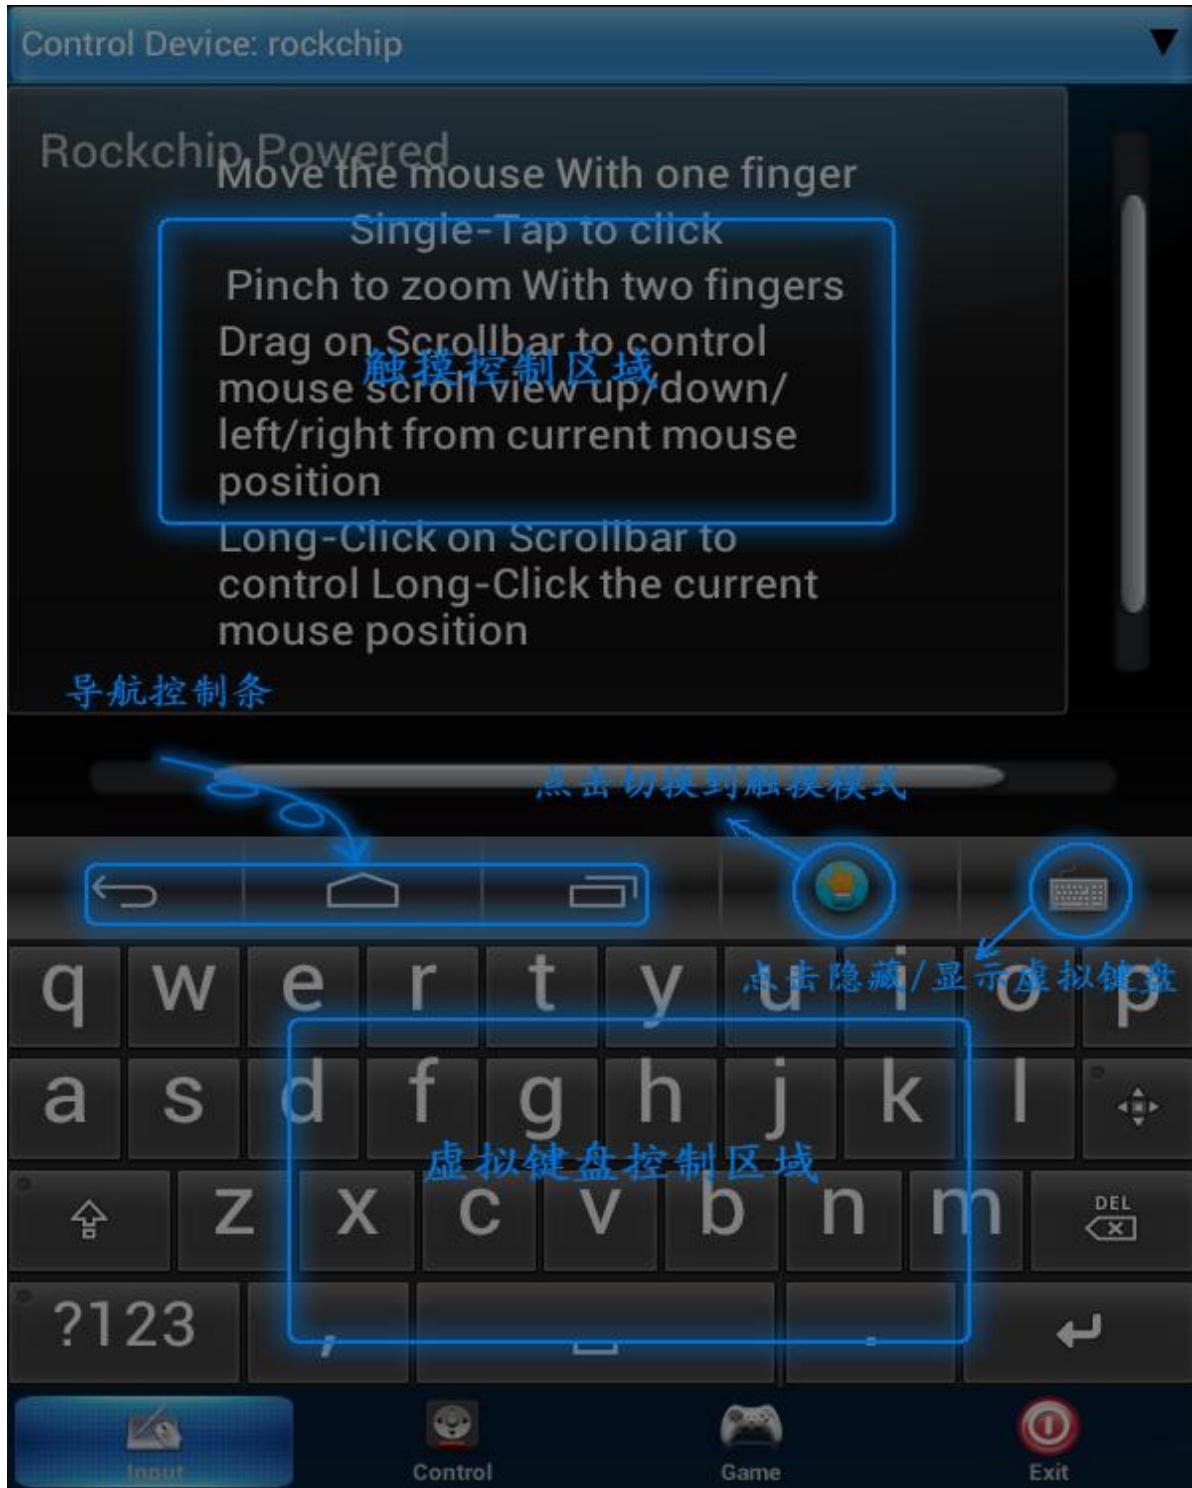 Control Device: rockchip
Rockchip Powered
Move the mouse With one finger
Single-Tap to click
Pinch to zoom With two fingers
Drag on Scrollbar to control
mouse scroll view up/down/
left/right from current mouse
position
触摸控制区域
Long-Click on Scrollbar to
control Long-Click the current
mouse position
导航控制条
点击切换到触摸模式
q w e r t y u i o p
点击隐藏/显示虚拟键盘
a s d f g h j k l
虚拟键盘控制区域
z x c v b n m DEL
?123 , .
Input Control Game Exit